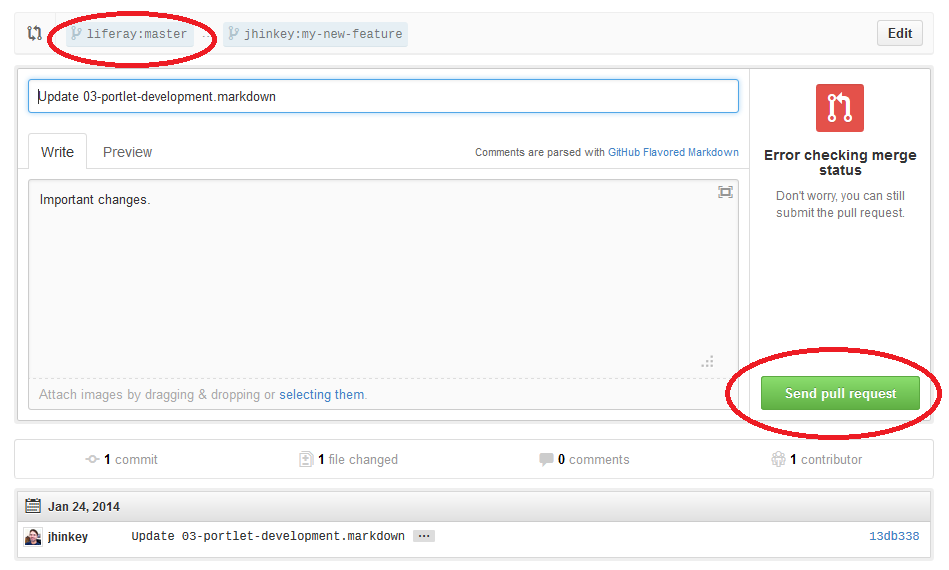 liferay:master ... jhinkey:my-new-feature Edit
Update 03-portlet-development.markdown
Write Preview Comments are parsed with GitHub Flavored Markdown
Important changes.
Attach images by dragging & dropping or selecting them.
Error checking merge
status
Don't worry, you can still
submit the pull request.
Send pull request
1 commit 1 file changed 0 comments 1 contributor
Jan 24, 2014
jhinkey Update 03-portlet-development.markdown ... 13db338